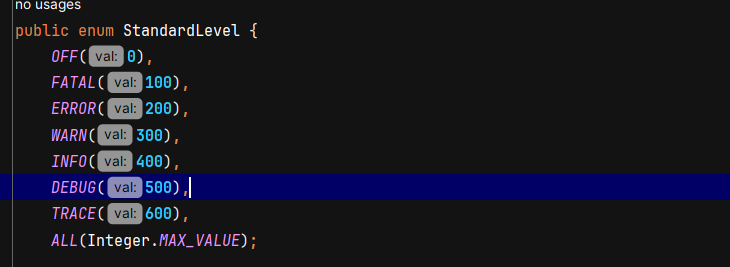 no usages
public enum StandardLevel {
OFF( val: 0),
FATAL( val: 100),
ERROR( val: 200),
WARN( val: 300),
INFO( val: 400),
DEBUG( val: 500),
TRACE( val: 600),
ALL(Integer.MAX_VALUE);